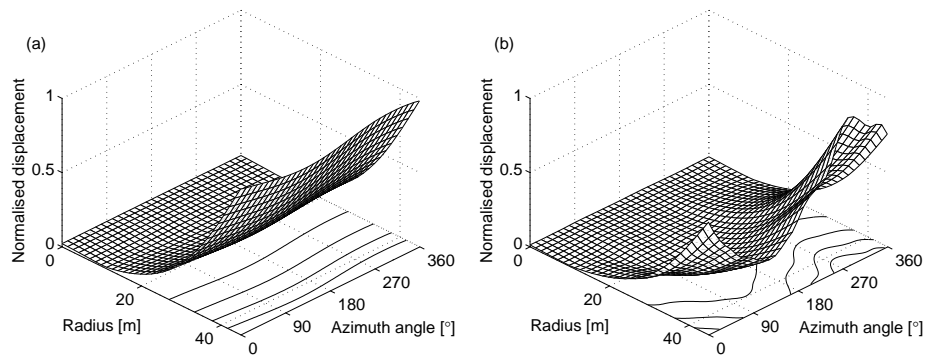 (a)
Normalised displacement
1
0.5
0
0
20
40
Radius [m]
0
90
180
270
360
Azimuth angle [°]
(b)
Normalised displacement
1
0.5
0
0
20
40
Radius [m]
0
90
180
270
360
Azimuth angle [°]